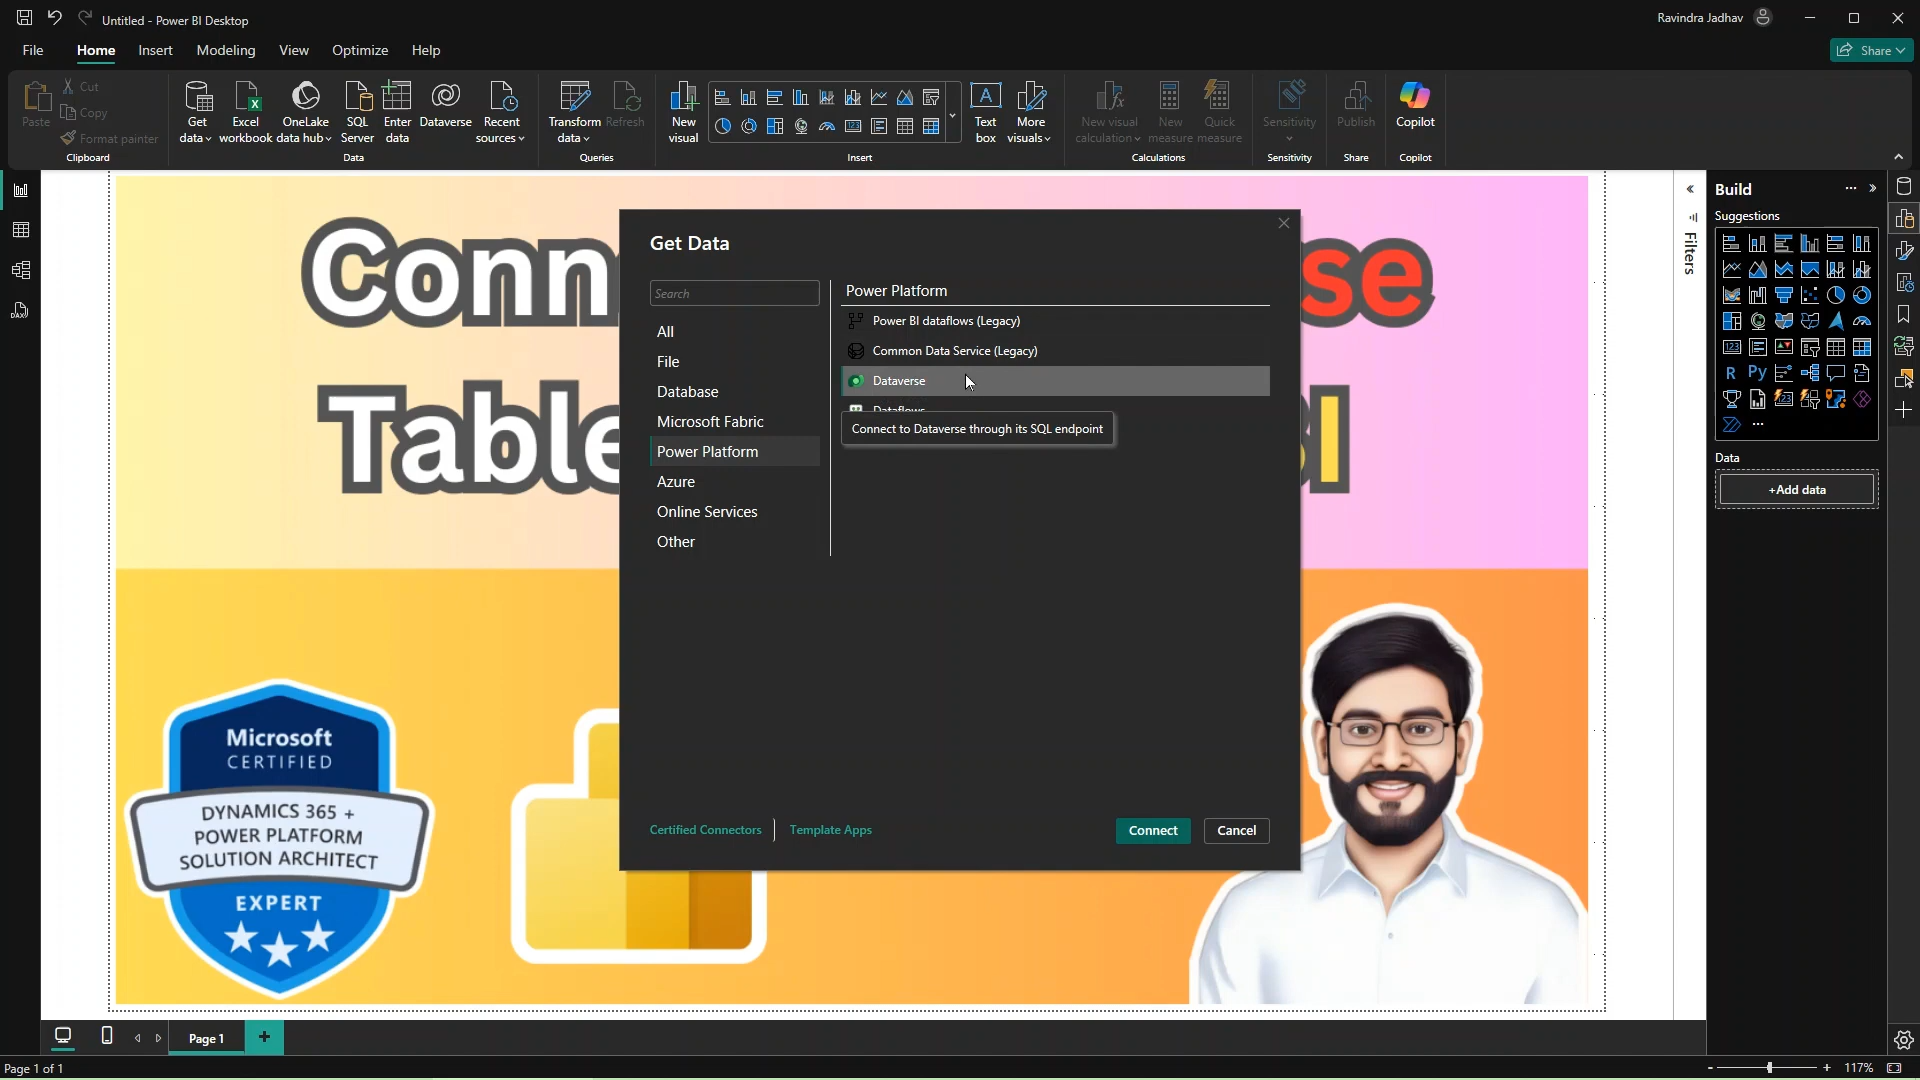 Untitled - Power BI Desktop
Ravindra Jadhav
File Home Insert Modeling View Optimize Help
Share
Paste
Cut
Copy
Format painter
Clipboard
Get data
Excel workbook
OneLake data hub
SQL Server
Enter data
Dataverse
Recent sources
Data
Transform data
Refresh
Queries
New visual
Text box
More visuals
Insert
New visual calculation
New measure
Quick measure
Calculations
Sensitivity
Sensitivity
Publish
Share
Copilot
Copilot
Conn
se
Table
I
Get Data
Search
All
File
Database
Microsoft Fabric
Power Platform
Azure
Online Services
Other
Power Platform
Power BI dataflows (Legacy)
Common Data Service (Legacy)
Dataverse
Dataflows
Connect to Dataverse through its SQL endpoint
Certified Connectors
Template Apps
Connect
Cancel
Microsoft
CERTIFIED
DYNAMICS 365 +
POWER PLATFORM
SOLUTION ARCHITECT
EXPERT
Filters
Build
Suggestions
R Py
Data
+Add data
Page 1
Page 1 of 1
117%